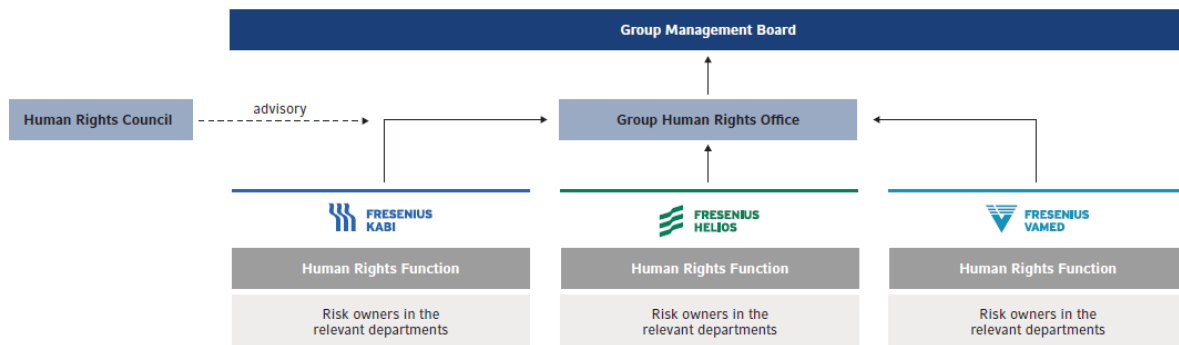 Group Management Board
advisory
Human Rights Council
Group Human Rights Office
FRESENIUS
KABI
FRESENIUS
HELIOS
FRESENIUS
VAMED
Human Rights Function
Human Rights Function
Human Rights Function
Risk owners in the
relevant departments
Risk owners in the
relevant departments
Risk owners in the
relevant departments